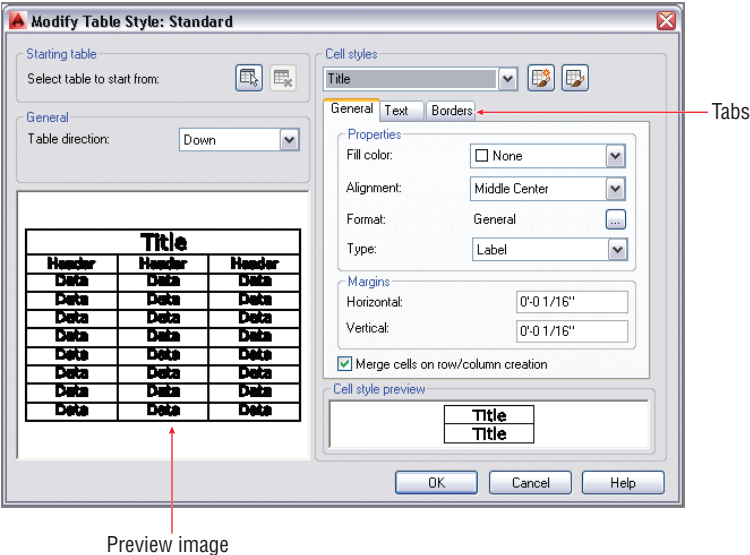 Modify Table Style: Standard
Starting table
Select table to start from:
General
Table direction:
Down
Title
Header Header Header
Data Data Data
Data Data Data
Data Data Data
Data Data Data
Data Data Data
Data Data Data
Data Data Data
Data Data Data
Cell styles
Title
General Text Borders
Tabs
Properties
Fill color: None
Alignment: Middle Center
Format: General ...
Type: Label
Margins
Horizontal: 0'-0 1/16"
Vertical: 0'-0 1/16"
Merge cells on row/column creation
Cell style preview
Title
Title
OK Cancel Help
Preview image